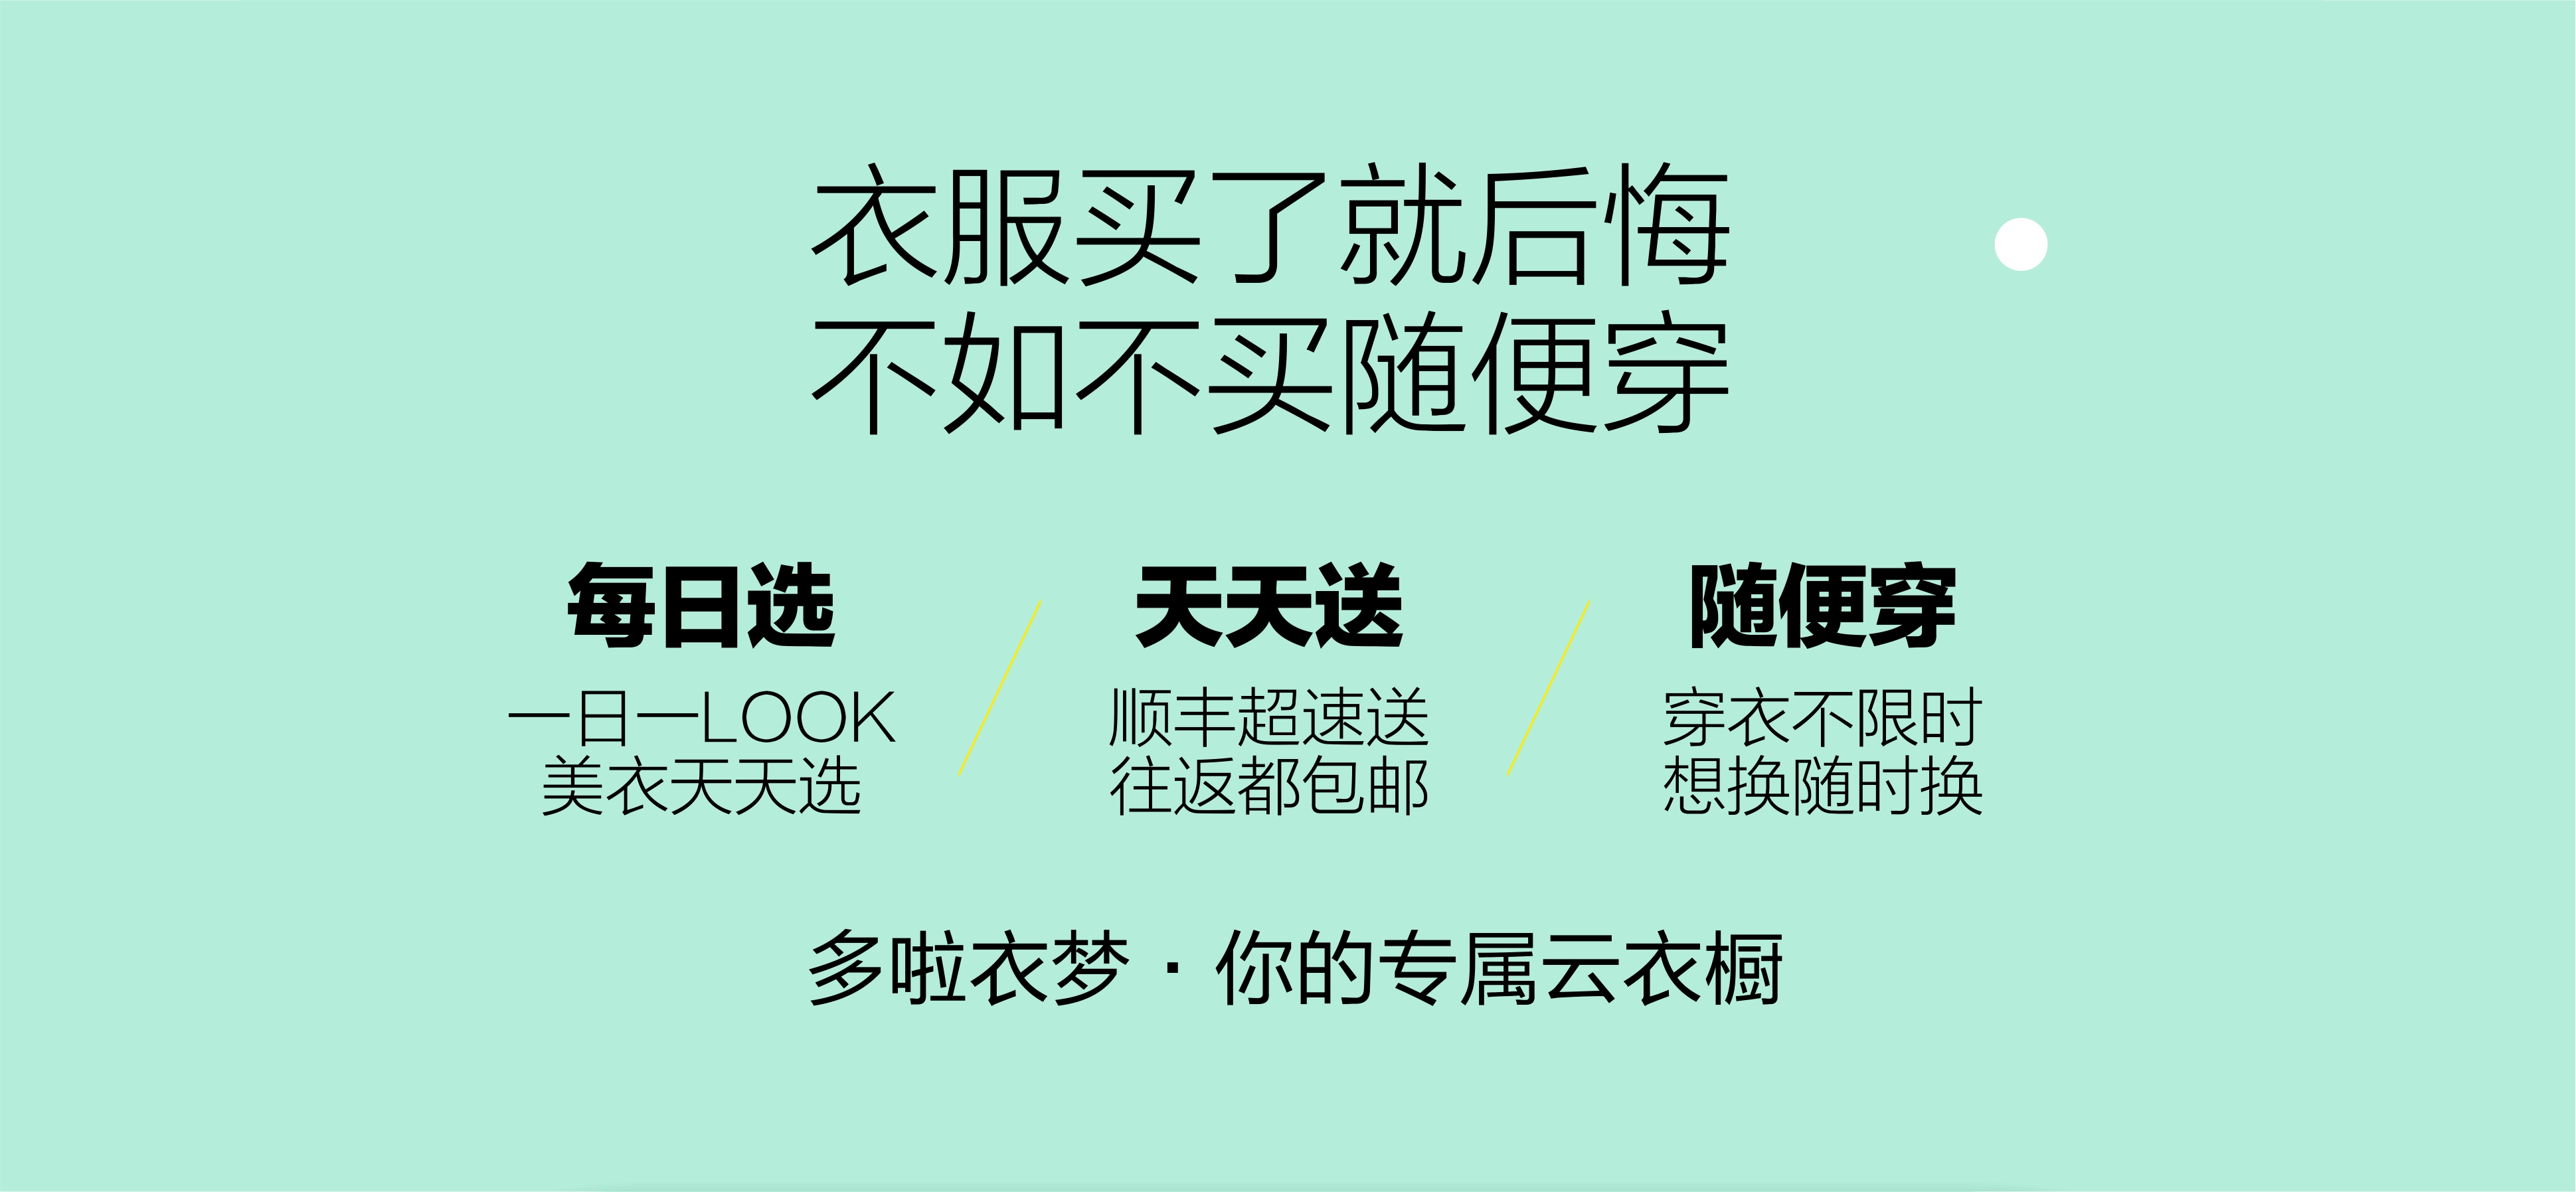 衣服买了就后悔
不如不买随便穿
每日选
一日一LOOK
美衣天天选
天天送
顺丰超速送
往返都包邮
随便穿
穿衣不限时
想换随时换
多啦衣梦·你的专属云衣橱